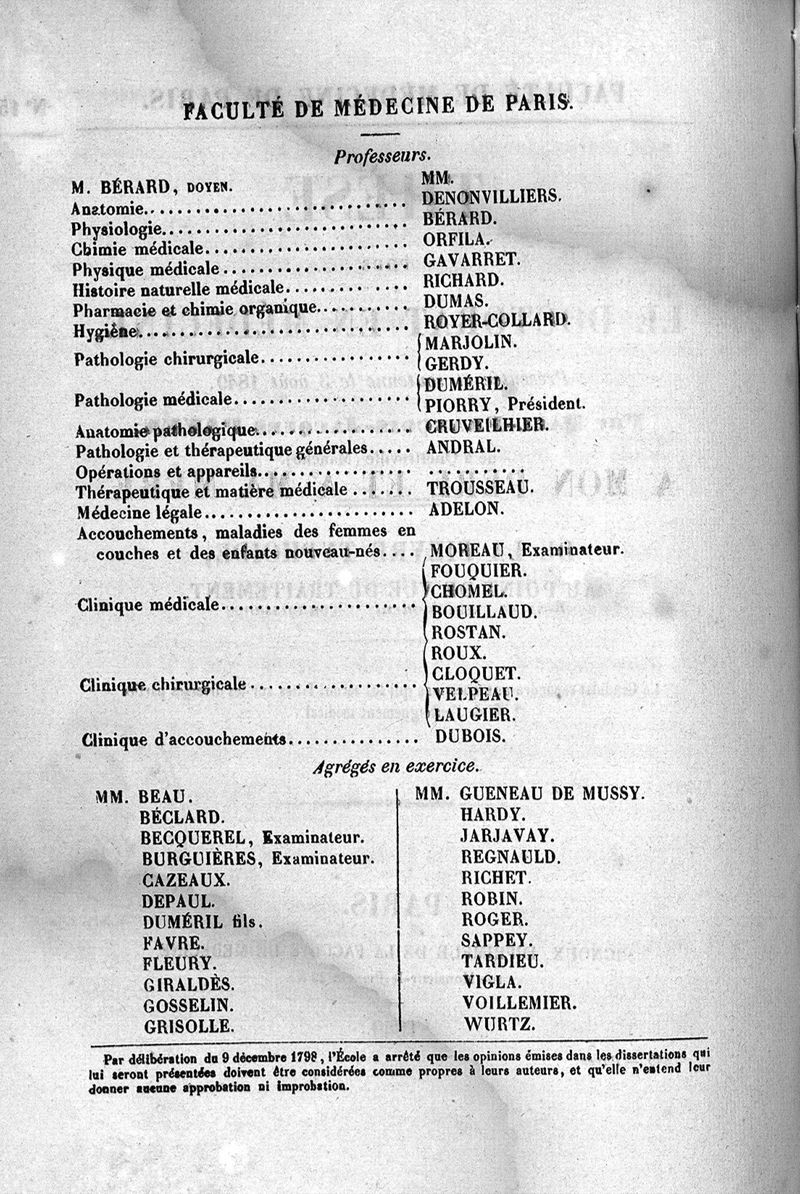 FACULTÉ DE MÉDECINE DE PARIS.
Professeurs.
M. BÉRARD, DOYEN. MM.
Anatomie. DENONVILLIERS.
Physiologie. BÉRARD.
Chimie médicale. ORFILA.
Physique médicale GAVARRET.
Histoire naturelle médicale. RICHARD.
Pharmacie et chimie organique. DUMAS.
Hygiène. ROYER-COLLARD.
Pathologie chirurgicale. MARJOLIN.
GERDY.
Pathologie médicale. DUMÉRIL.
PIORRY, Président.
Anatomie pathologique. CRUVEILHIER.
Pathologie et thérapeutique générales. ANDRAL.
Opérations et appareils.
Thérapeutique et matière médicale TROUSSEAU.
Médecine légale. ADELON.
Accouchements, maladies des femmes en
couches et des enfants nouveau-nés. MOREAU, Examinateur.
Clinique médicale. FOUQUIER.
CHOMEL.
BOUILLAUD.
ROSTAN.
Clinique chirurgicale ROUX.
CLOQUET.
VELPEAU.
LAUGIER.
Clinique d'accouchements. DUBOIS.
Agrégés en exercice.
MM. BEAU.
BÉCLARD.
BECQUEREL, Examinateur.
BURGUIÈRES, Examinateur.
CAZEAUX.
DEPAUL.
DUMÉRIL fils.
FAVRE.
FLEURY.
GIRALDÈS.
GOSSELIN.
GRISOLLE.
MM. GUENEAU DE MUSSY.
HARDY.
JARJAVAY.
REGNAULD.
RICHET.
ROBIN.
ROGER.
SAPPEY.
TARDIEU.
VIGLA.
VOILLEMIER.
WURTZ.
Par délibération du 9 décembre 1798, l'École a arrêté que les opinions émises dans les dissertations qui
lui seront présentées doivent être considérées comme propres à leurs auteurs, et qu'elle n'entend leur
donner aucune approbation ni improbation.